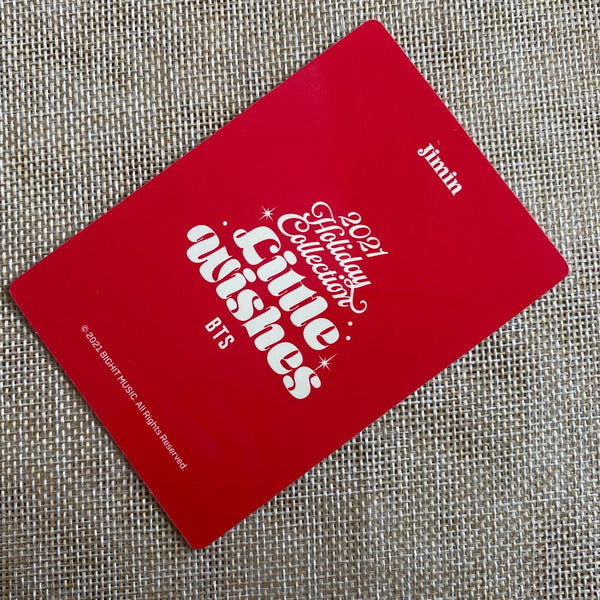 Jimin
2021
Holiday
Collection
Little
Wishes
BTS
© 2021 BIGHIT MUSIC. All Rights Reserved.